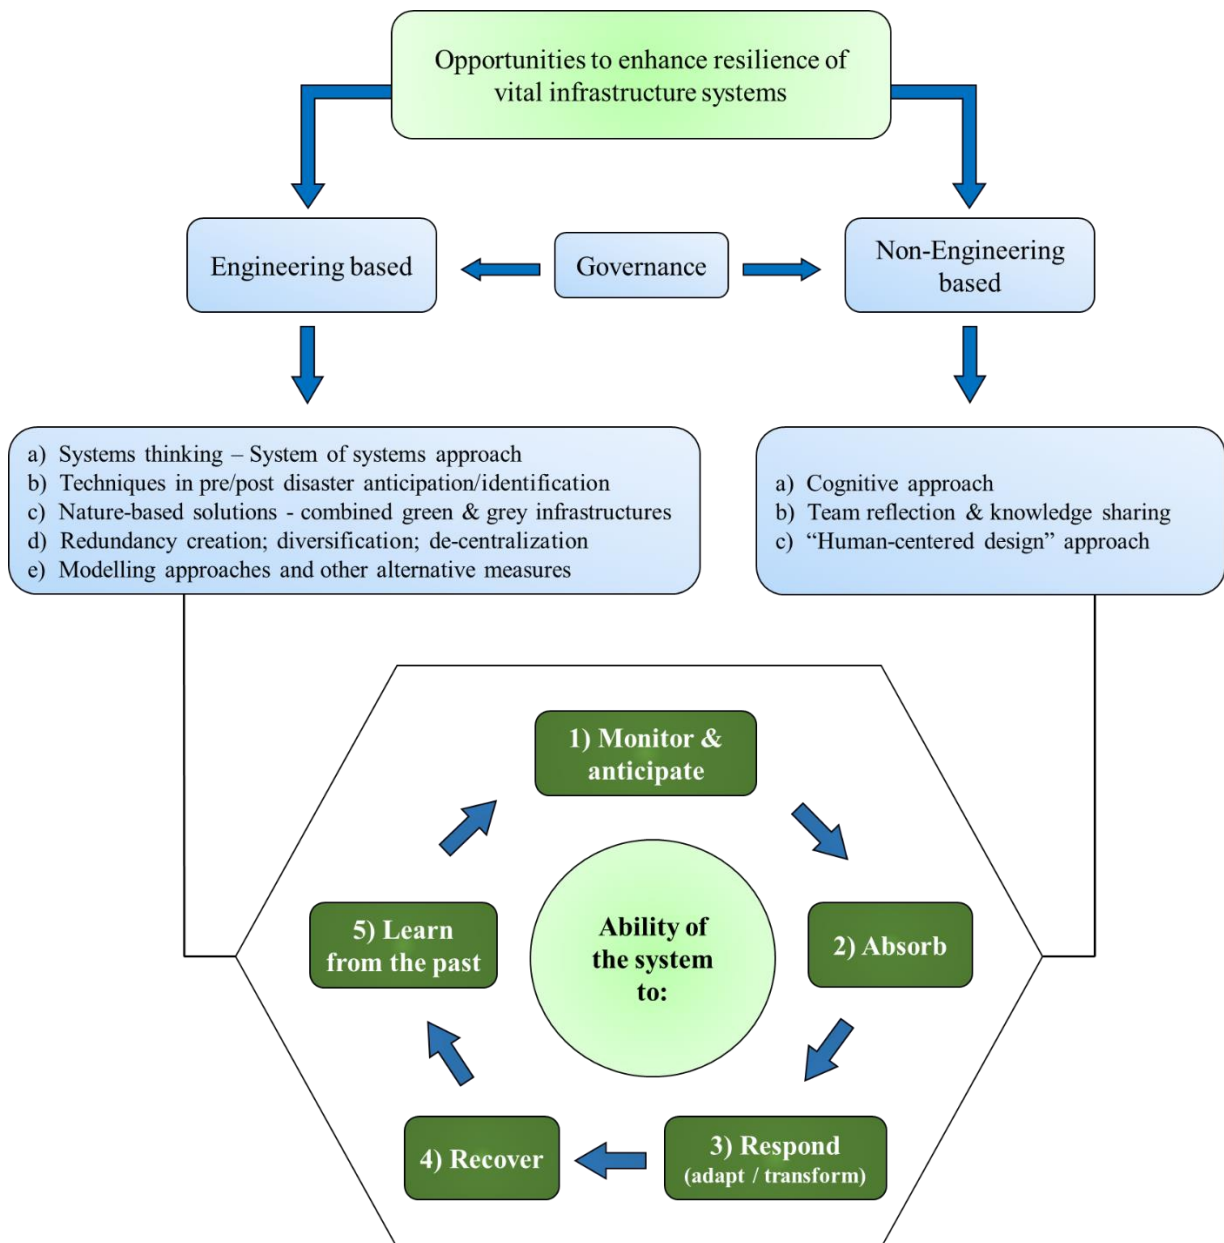 Opportunities to enhance resilience of
vital infrastructure systems
Engineering based
Governance
Non-Engineering
based
a) Systems thinking – System of systems approach
b) Techniques in pre/post disaster anticipation/identification
c) Nature-based solutions - combined green & grey infrastructures
d) Redundancy creation; diversification; de-centralization
e) Modelling approaches and other alternative measures
a) Cognitive approach
b) Team reflection & knowledge sharing
c) “Human-centered design” approach
1) Monitor &
anticipate
2) Absorb
3) Respond
(adapt / transform)
4) Recover
5) Learn
from the past
Ability of
the system
to: